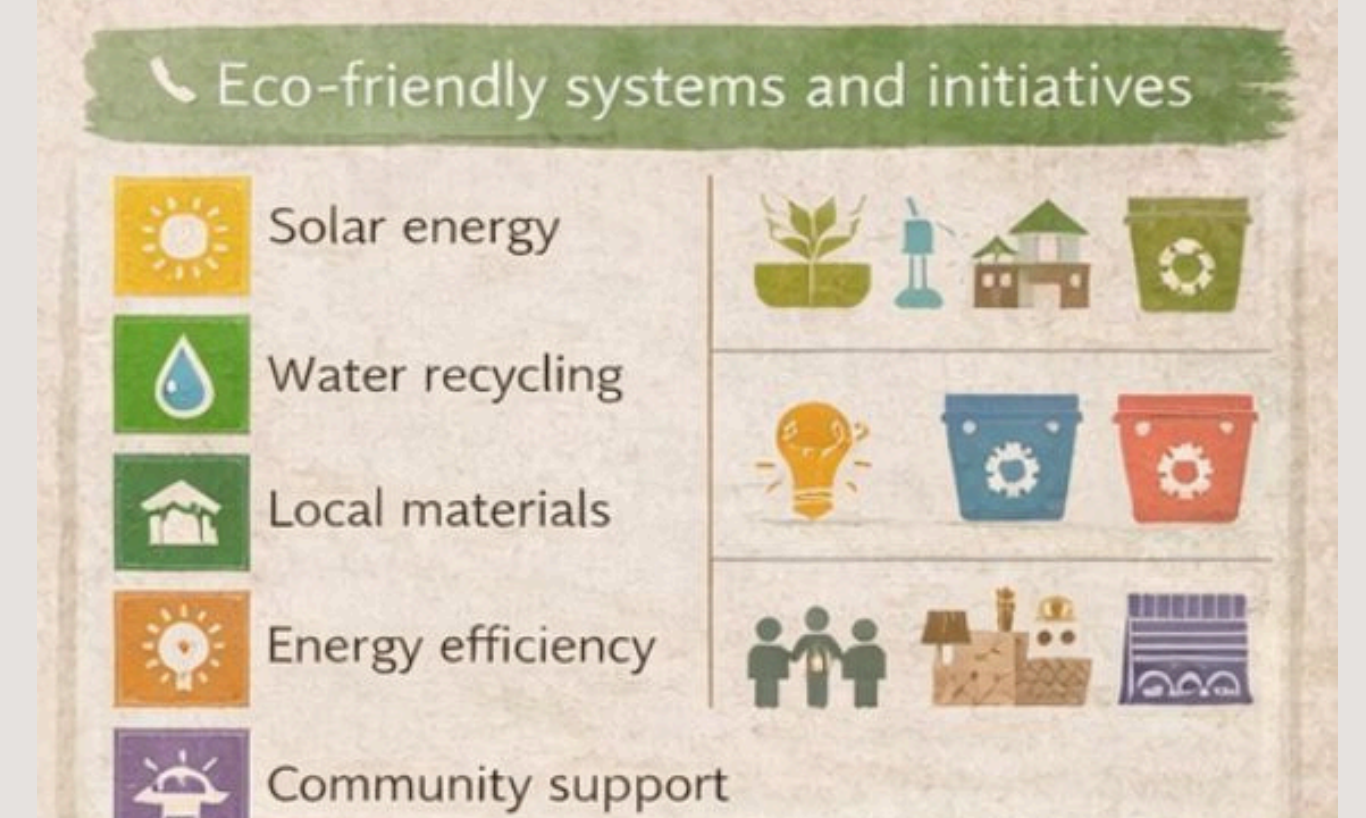 Eco-friendly systems and initiatives
Solar energy
Water recycling
Local materials
Energy efficiency
Community support